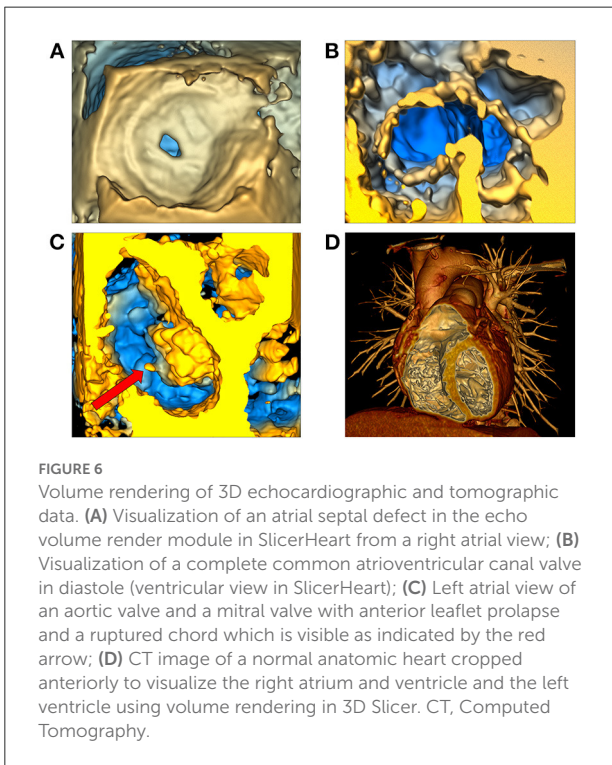 A
B
C
D
FIGURE 6
Volume rendering of 3D echocardiographic and tomographic
data. (A) Visualization of an atrial septal defect in the echo
volume render module in SlicerHeart from a right atrial view; (B)
Visualization of a complete common atrioventricular canal valve
in diastole (ventricular view in SlicerHeart); (C) Left atrial view of
an aortic valve and a mitral valve with anterior leaflet prolapse
and a ruptured chord which is visible as indicated by the red
arrow; (D) CT image of a normal anatomic heart cropped
anteriorly to visualize the right atrium and ventricle and the left
ventricle using volume rendering in 3D Slicer. CT, Computed
Tomography.